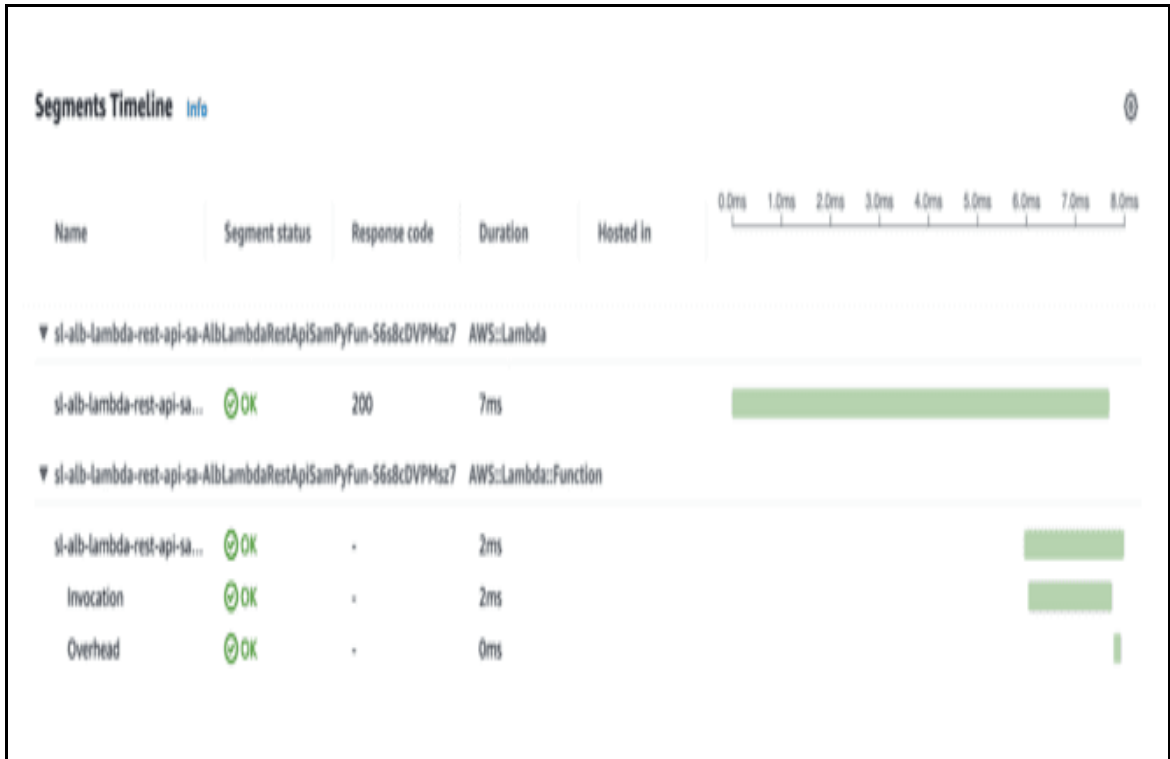 Segments Timeline Info
0.0ms 1.0ms 2.0ms 3.0ms 4.0ms 5.0ms 6.0ms 7.0ms 8.0ms
Name Segment status Response code Duration Hosted in
▼ sl-alb-lambda-rest-api-sa-AlbLambdaRestApiSamPyFun-S6s8cDVPMsz7 AWS::Lambda
sl-alb-lambda-rest-api-sa... OK 200 7ms
▼ sl-alb-lambda-rest-api-sa-AlbLambdaRestApiSamPyFun-S6s8cDVPMsz7 AWS::Lambda::Function
sl-alb-lambda-rest-api-sa... OK - 2ms
Invocation OK - 2ms
Overhead OK - 0ms